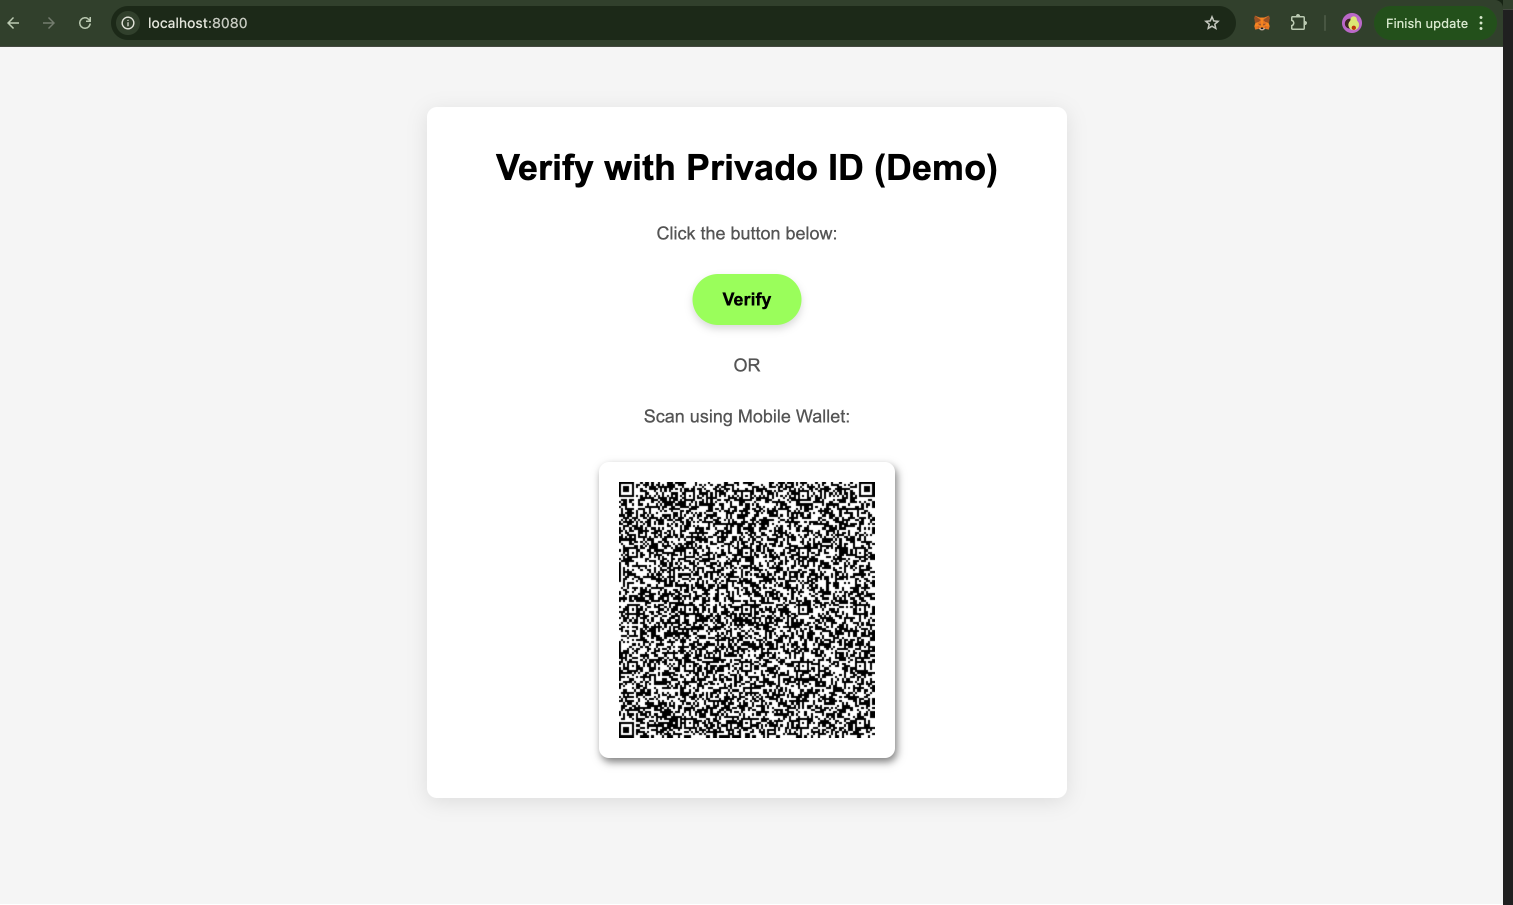 localhost:8080
Finish update
Verify with Privado ID (Demo)
Click the button below:
Verify
OR
Scan using Mobile Wallet: